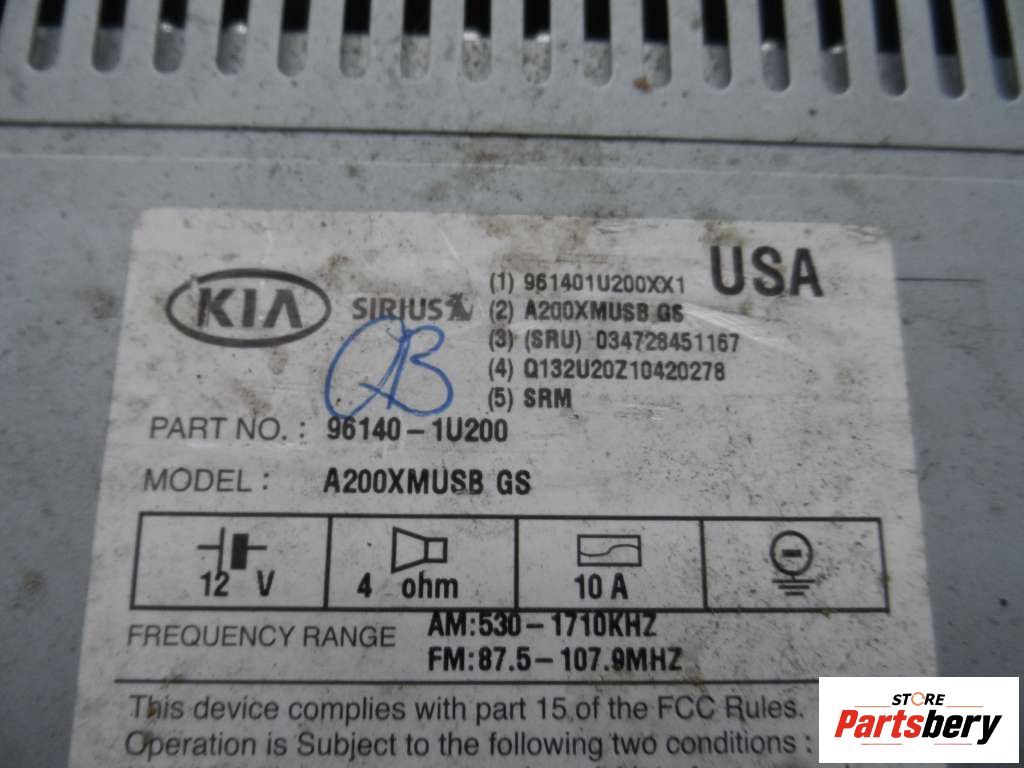 KIA SIRIUS USA
(1) 961401U200XX1
(2) A200XMUSB GS
(3) (SRU) 034728451167
(4) Q132U20Z10420278
(5) SRM
QB
PART NO. : 96140-1U200
MODEL : A200XMUSB GS
12 V 4 ohm 10 A
FREQUENCY RANGE AM:530-1710KHZ
FM:87.5-107.9MHZ
This device complies with part 15 of the FCC Rules.
Operation is Subject to the following two conditions :
STORE
Partsbery